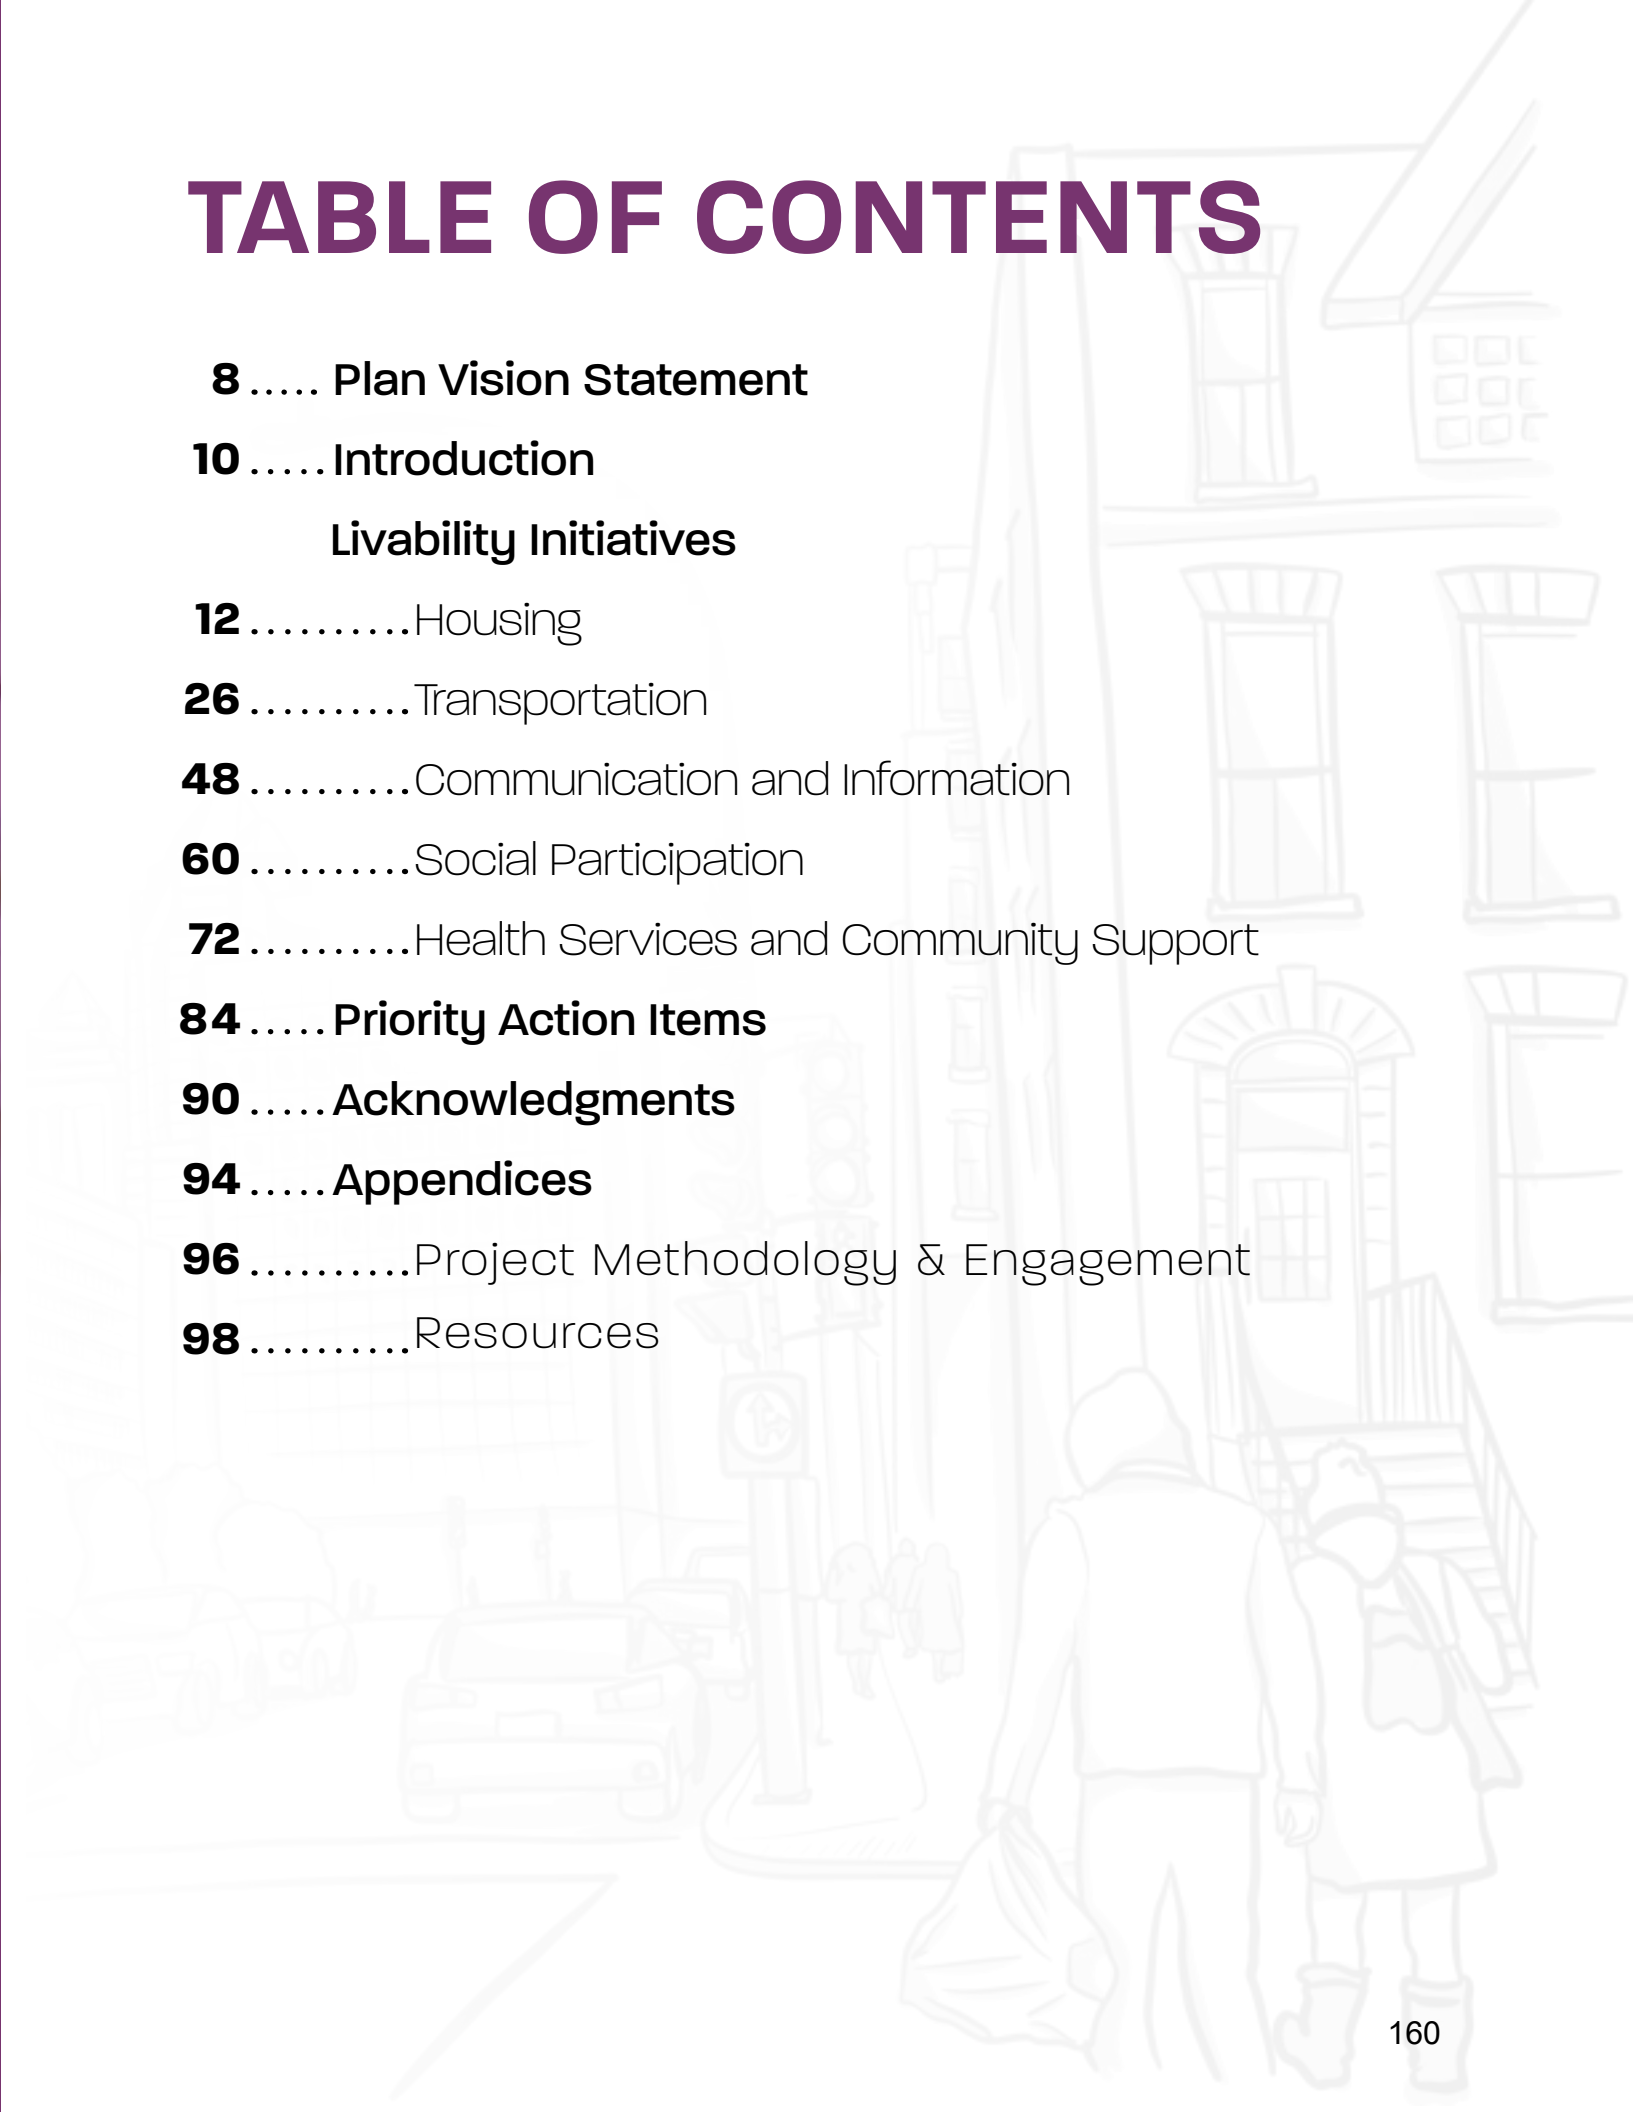 TABLE OF CONTENTS
8 ..... Plan Vision Statement
10 ..... Introduction
Livability Initiatives
12 .......... Housing
26 .......... Transportation
48 .......... Communication and Information
60 .......... Social Participation
72 .......... Health Services and Community Support
84 ..... Priority Action Items
90 ..... Acknowledgments
94 ..... Appendices
96 .......... Project Methodology & Engagement
98 .......... Resources
160